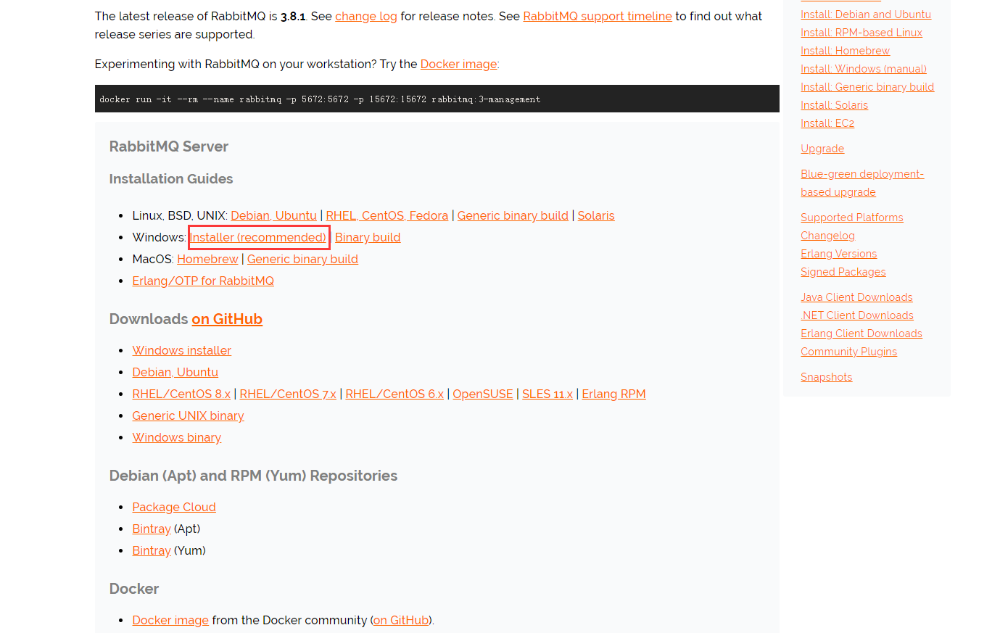 The latest release of RabbitMQ is 3.8.1. See change log for release notes. See RabbitMQ support timeline to find out what
release series are supported.
Experimenting with RabbitMQ on your workstation? Try the Docker image:
docker run -it --rm --name rabbitmq -p 5672:5672 -p 15672:15672 rabbitmq:3-management
RabbitMQ Server
Installation Guides
Linux, BSD, UNIX: Debian, Ubuntu | RHEL, CentOS, Fedora | Generic binary build | Solaris
Windows: Installer (recommended) | Binary build
MacOS: Homebrew | Generic binary build
Erlang/OTP for RabbitMQ
Downloads on GitHub
Windows installer
Debian, Ubuntu
RHEL/CentOS 8.x | RHEL/CentOS 7.x | RHEL/CentOS 6.x | OpenSUSE | SLES 11.x | Erlang RPM
Generic UNIX binary
Windows binary
Debian (Apt) and RPM (Yum) Repositories
Package Cloud
Bintray (Apt)
Bintray (Yum)
Docker
Docker image from the Docker community (on GitHub).
Install: Debian and Ubuntu
Install: RPM-based Linux
Install: Homebrew
Install: Windows (manual)
Install: Generic binary build
Install: Solaris
Install: EC2
Upgrade
Blue-green deployment-
based upgrade
Supported Platforms
Changelog
Erlang Versions
Signed Packages
Java Client Downloads
.NET Client Downloads
Erlang Client Downloads
Community Plugins
Snapshots